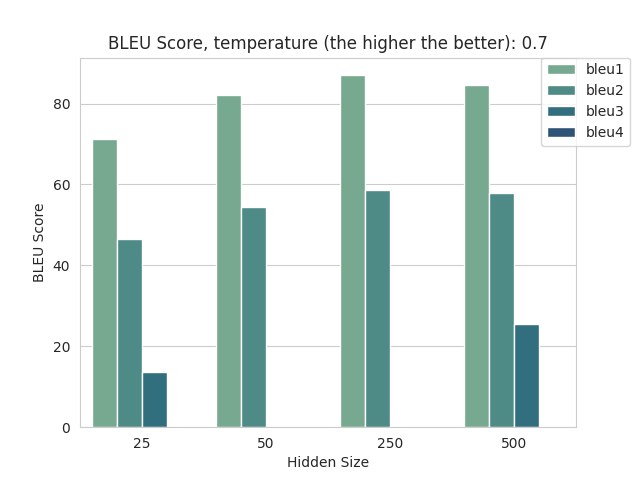 BLEU Score, temperature (the higher the better): 0.7
bleu1
bleu2
bleu3
bleu4
BLEU Score
80
60
40
20
0
25 50 250 500
Hidden Size